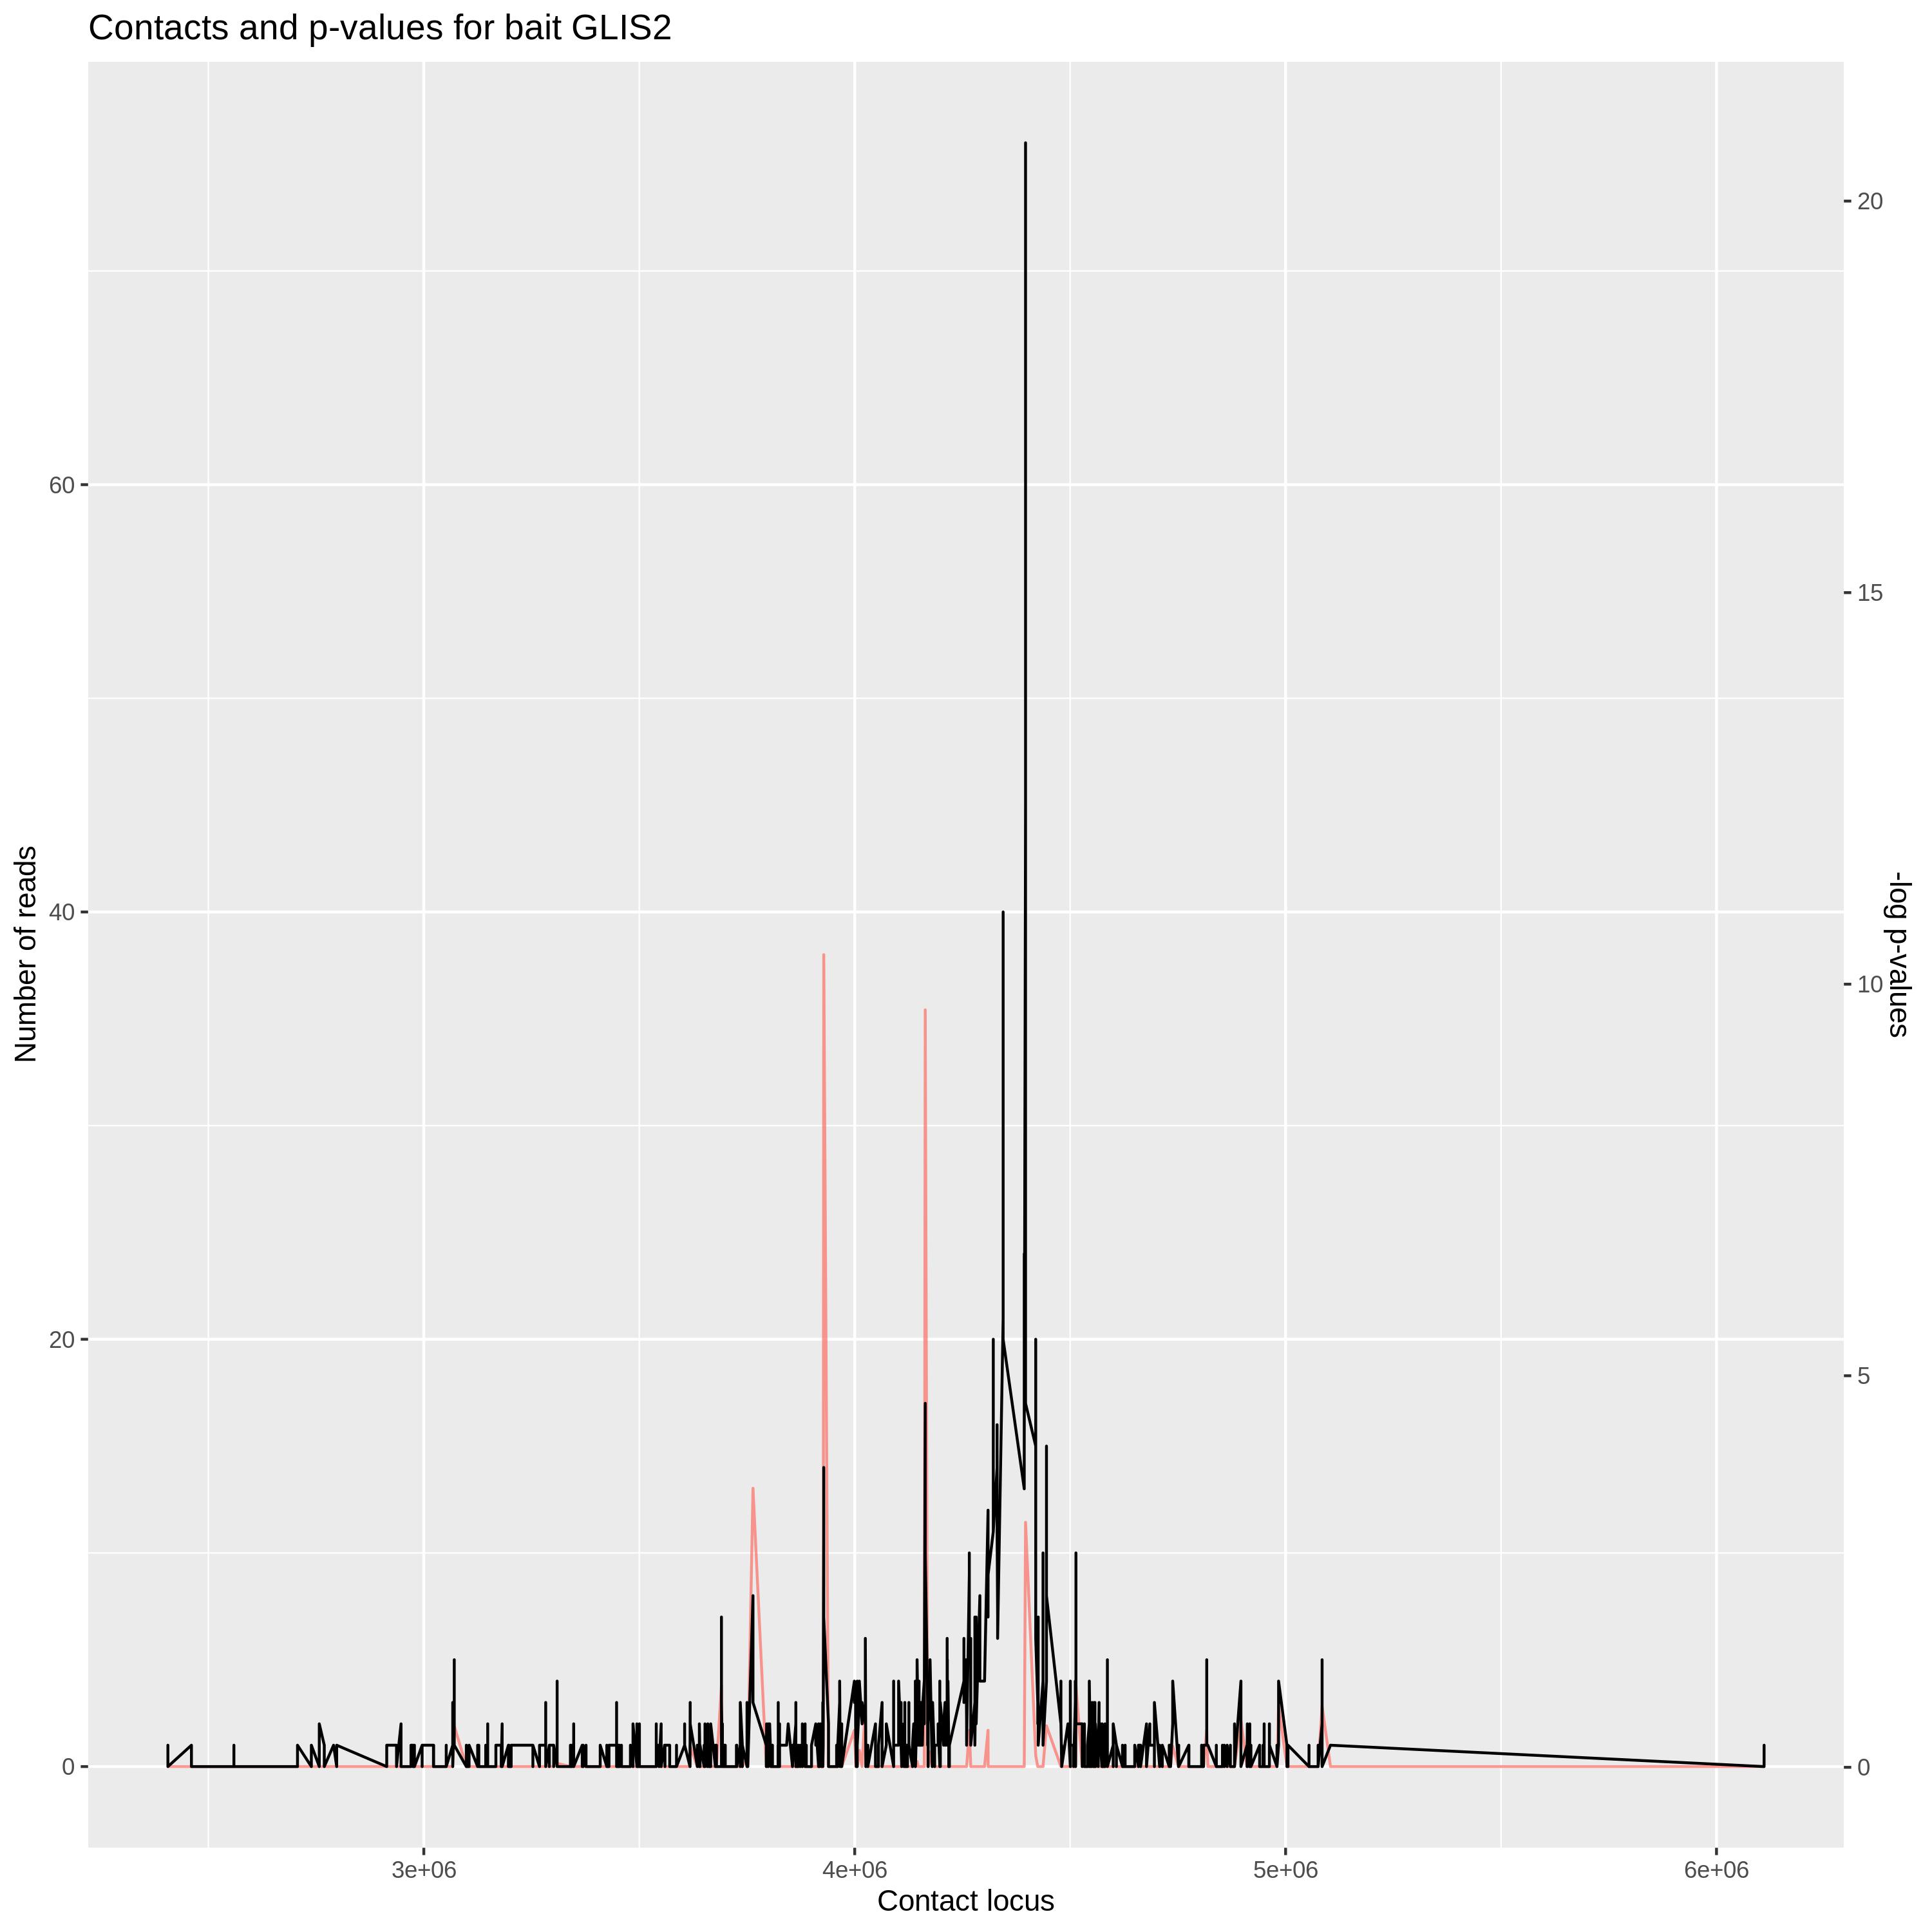 Contacts and p-values for bait GLIS2
Number of reads
60
40
20
0
20
15
10
5
0
-log p-values
3e+06
4e+06
5e+06
6e+06
Contact locus